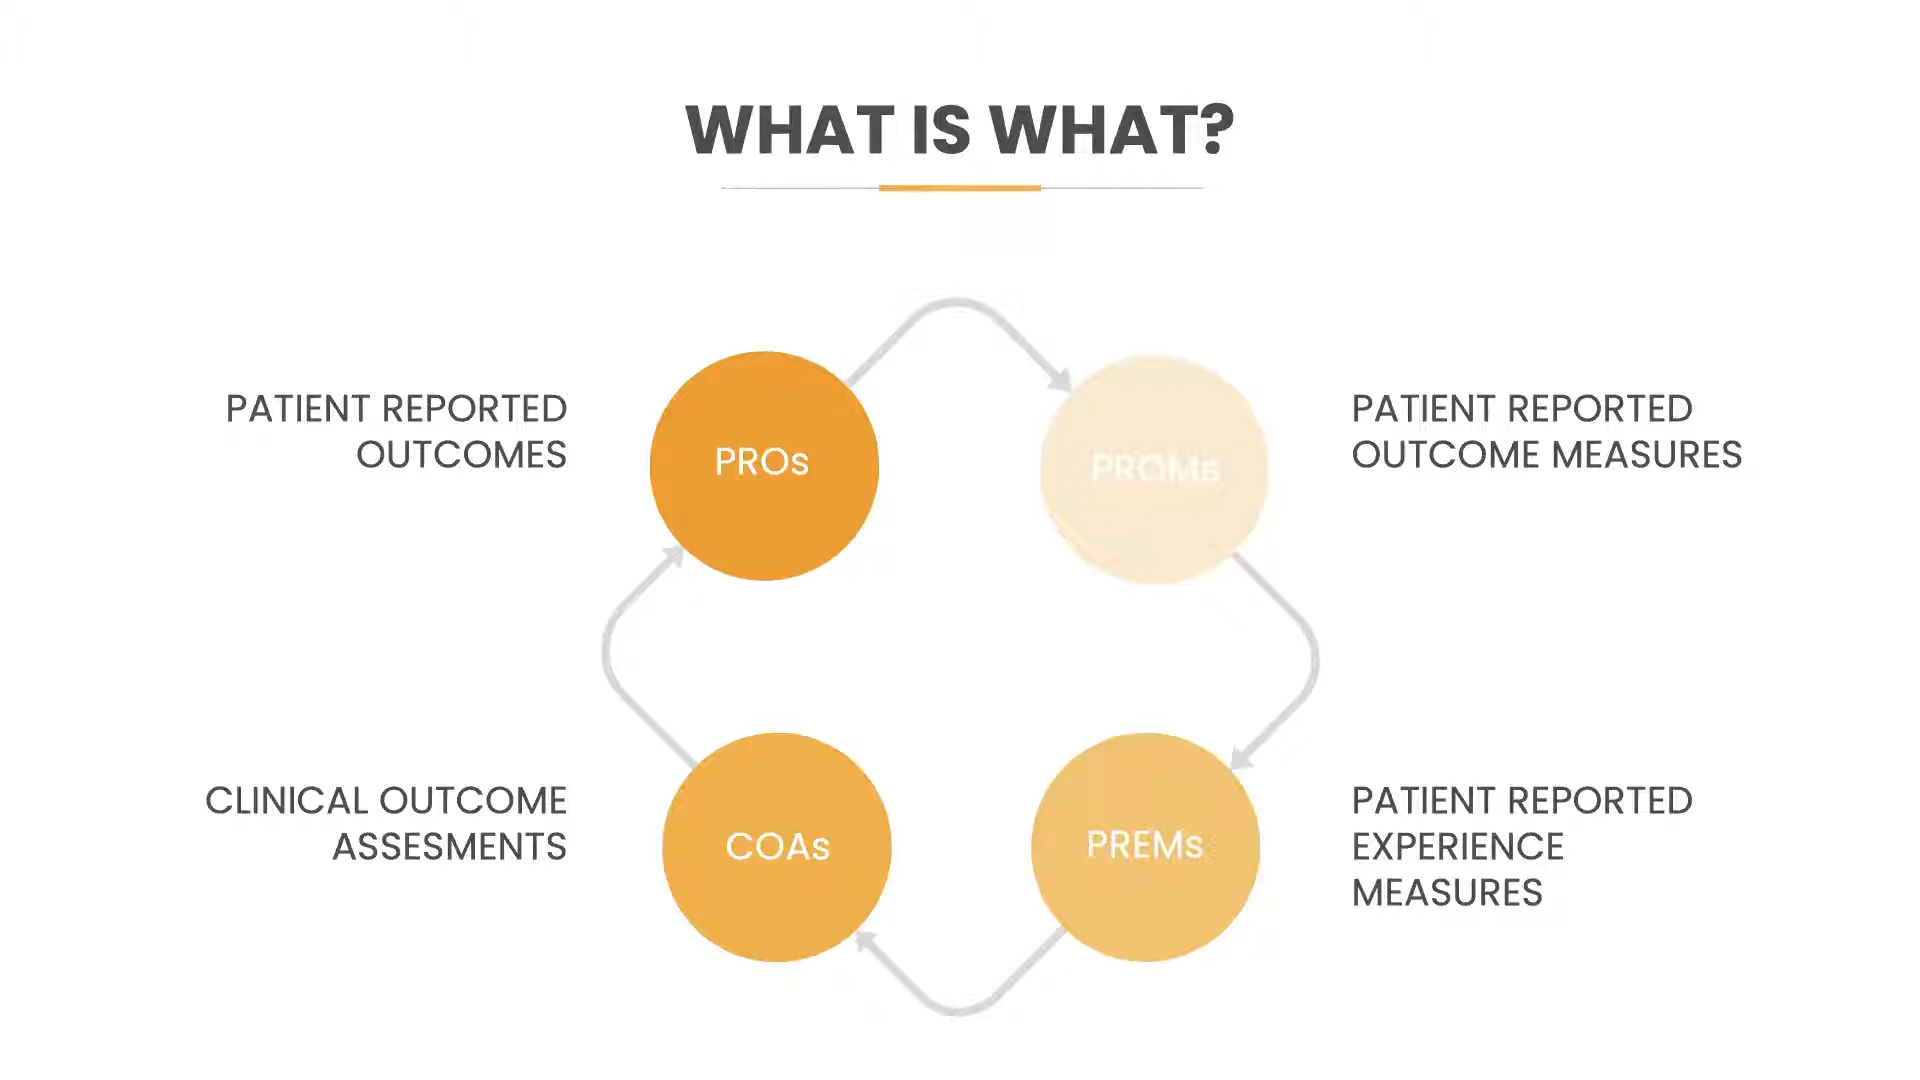 WHAT IS WHAT?
PATIENT REPORTED
OUTCOMES
PROs
PROMs
PATIENT REPORTED
OUTCOME MEASURES
CLINICAL OUTCOME
ASSESMENTS
COAs
PREMs
PATIENT REPORTED
EXPERIENCE
MEASURES